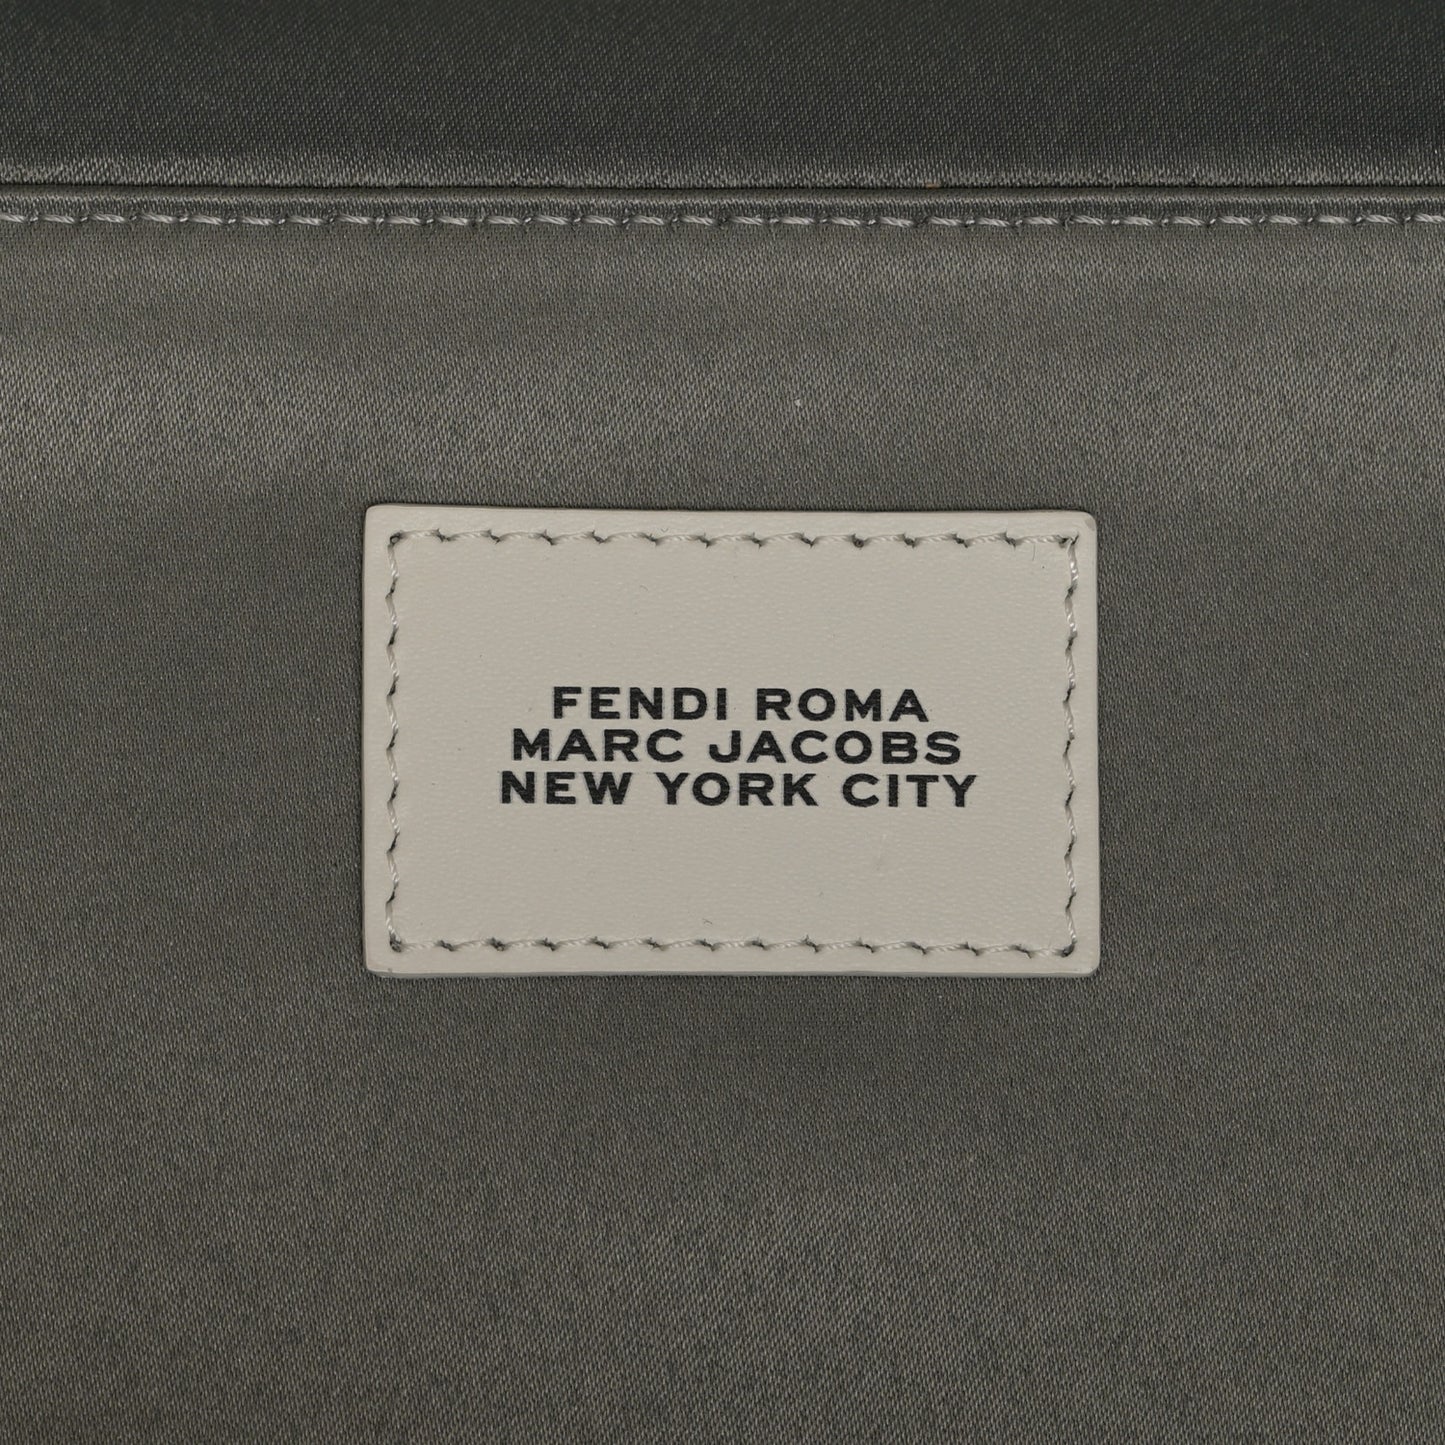 FENDI ROMA
MARC JACOBS
NEW YORK CITY